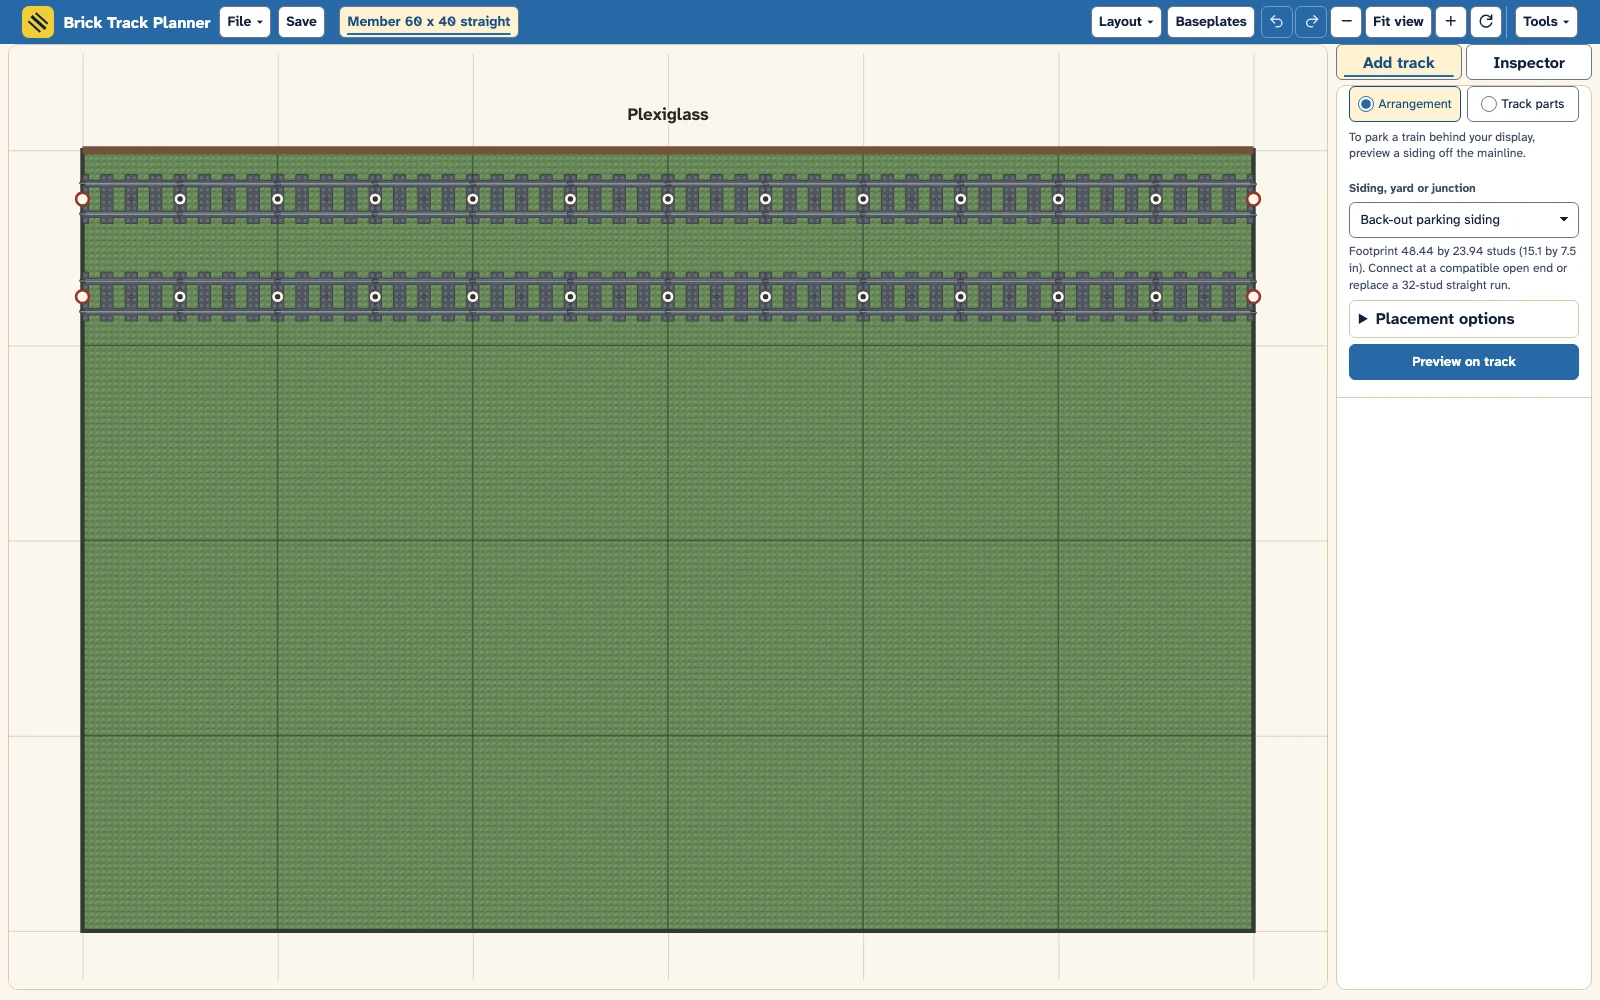 Brick Track Planner
File
Save
Member 60 x 40 straight
Layout
Baseplates
Fit view
Tools
Add track
Inspector
Arrangement
Track parts
To park a train behind your display,
preview a siding off the mainline.
Siding, yard or junction
Back-out parking siding
Footprint 48.44 by 23.94 studs (15.1 by 7.5
in). Connect at a compatible open end or
replace a 32-stud straight run.
Placement options
Preview on track
Plexiglass